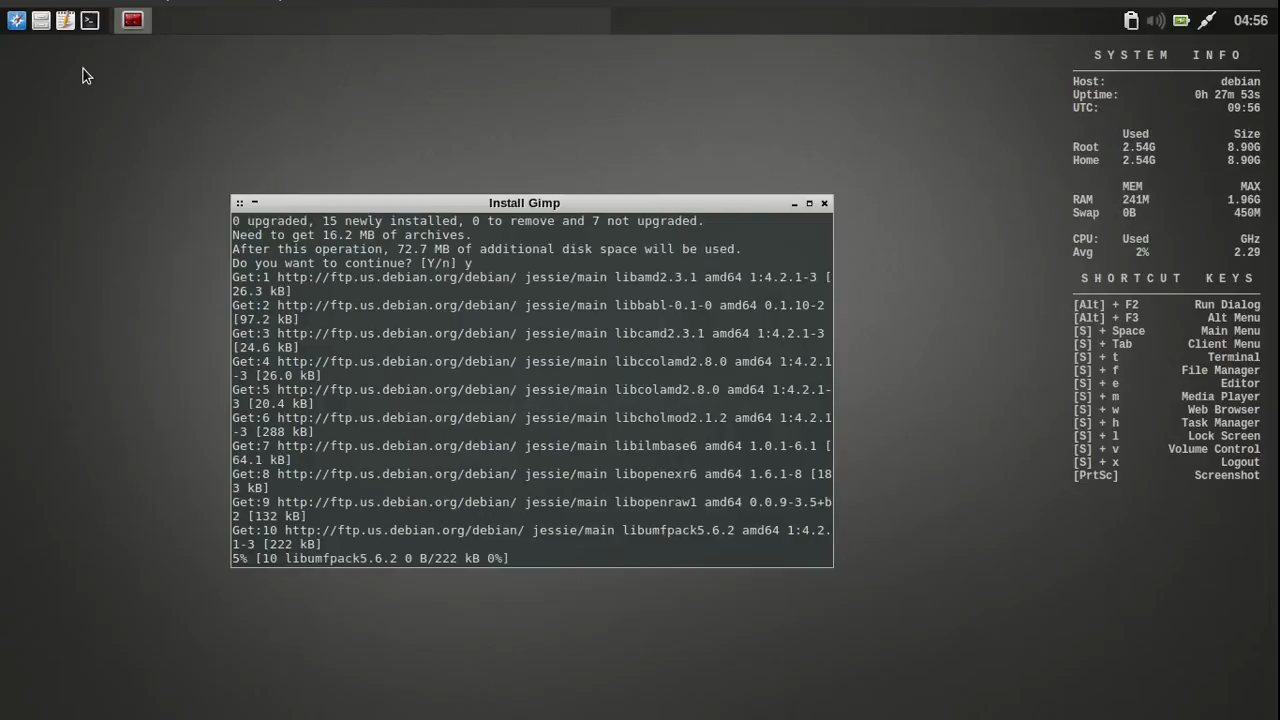 04:56
SYSTEM INFO
Host: debian
Uptime: 0h 27m 53s
UTC: 09:56
Used Size
Root 2.54G 8.90G
Home 2.54G 8.90G
MEM MAX
RAM 241M 1.96G
Swap 0B 450M
CPU: Used GHz
Avg 2% 2.29
SHORTCUT KEYS
[Alt] + F2 Run Dialog
[Alt] + F3 Alt Menu
[S] + Space Main Menu
[S] + Tab Client Menu
[S] + t Terminal
[S] + f File Manager
[S] + e Editor
[S] + m Media Player
[S] + w Web Browser
[S] + h Task Manager
[S] + l Lock Screen
[S] + v Volume Control
[S] + x Logout
[PrtSc] Screenshot
Install Gimp
0 upgraded, 15 newly installed, 0 to remove and 7 not upgraded.
Need to get 16.2 MB of archives.
After this operation, 72.7 MB of additional disk space will be used.
Do you want to continue? [Y/n] y
Get:1 http://ftp.us.debian.org/debian/ jessie/main libamd2.3.1 amd64 1:4.2.1-3 [
26.3 kB]
Get:2 http://ftp.us.debian.org/debian/ jessie/main libbabl-0.1-0 amd64 0.1.10-2
[97.2 kB]
Get:3 http://ftp.us.debian.org/debian/ jessie/main libcamd2.3.1 amd64 1:4.2.1-3
[24.6 kB]
Get:4 http://ftp.us.debian.org/debian/ jessie/main libccolamd2.8.0 amd64 1:4.2.1
-3 [26.0 kB]
Get:5 http://ftp.us.debian.org/debian/ jessie/main libcolamd2.8.0 amd64 1:4.2.1-
3 [20.4 kB]
Get:6 http://ftp.us.debian.org/debian/ jessie/main libcholmod2.1.2 amd64 1:4.2.1
-3 [288 kB]
Get:7 http://ftp.us.debian.org/debian/ jessie/main libilmbase6 amd64 1.0.1-6.1 [
64.1 kB]
Get:8 http://ftp.us.debian.org/debian/ jessie/main libopenexr6 amd64 1.6.1-8 [18
3 kB]
Get:9 http://ftp.us.debian.org/debian/ jessie/main libopenraw1 amd64 0.0.9-3.5+b
2 [132 kB]
Get:10 http://ftp.us.debian.org/debian/ jessie/main libumfpack5.6.2 amd64 1:4.2.
1-3 [222 kB]
5% [10 libumfpack5.6.2 0 B/222 kB 0%]